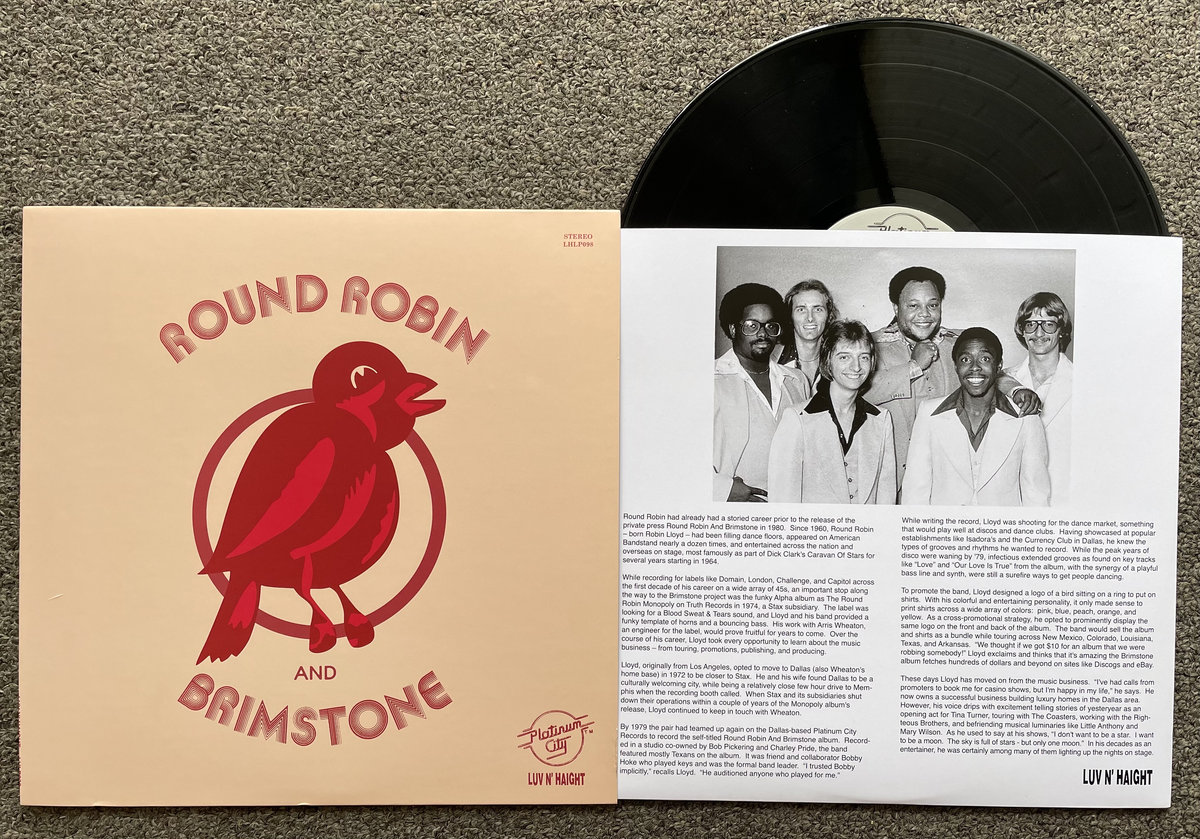 STEREO
LHLP098
ROUND ROBIN
AND
BRIMSTONE
Platinum
City
TM
LUV N' HAIGHT
Platinum
Round Robin had already had a storied career prior to the release of the
private press Round Robin And Brimstone in 1980. Since 1960, Round Robin
– born Robin Lloyd – had been filling dance floors, appeared on American
Bandstand nearly a dozen times, and entertained across the nation and
overseas on stage, most famously as part of Dick Clark's Caravan Of Stars for
several years starting in 1964.
While recording for labels like Domain, London, Challenge, and Capitol across
the first decade of his career on a wide array of 45s, an important stop along
the way to the Brimstone project was the funky Alpha album as The Round
Robin Monopoly on Truth Records in 1974, a Stax subsidiary. The label was
looking for a Blood Sweat & Tears sound, and Lloyd and his band provided a
funky template of horns and a bouncing bass. His work with Arris Wheaton,
an engineer for the label, would prove fruitful for years to come. Over the
course of his career, Lloyd took every opportunity to learn about the music
business – from touring, promotions, publishing, and producing.
Lloyd, originally from Los Angeles, opted to move to Dallas (also Wheaton's
home base) in 1972 to be closer to Stax. He and his wife found Dallas to be a
culturally welcoming city, while being a relatively close few hour drive to Mem-
phis when the recording booth called. When Stax and its subsidiaries shut
down their operations within a couple of years of the Monopoly album's
release, Lloyd continued to keep in touch with Wheaton.
By 1979 the pair had teamed up again on the Dallas-based Platinum City
Records to record the self-titled Round Robin And Brimstone album. Record-
ed in a studio co-owned by Bob Pickering and Charley Pride, the band
featured mostly Texans on the album. It was friend and collaborator Bobby
Hoke who played keys and was the formal band leader. "I trusted Bobby
implicitly," recalls Lloyd. "He auditioned anyone who played for me."
While writing the record, Lloyd was shooting for the dance market, something
that would play well at discos and dance clubs. Having showcased at popular
establishments like Isadora's and the Currency Club in Dallas, he knew the
types of grooves and rhythms he wanted to record. While the peak years of
disco were waning by '79, infectious extended grooves as found on key tracks
like "Love" and "Our Love Is True" from the album, with the synergy of a playful
bass line and synth, were still a surefire ways to get people dancing.
To promote the band, Lloyd designed a logo of a bird sitting on a ring to put on
shirts. With his colorful and entertaining personality, it only made sense to
print shirts across a wide array of colors: pink, blue, peach, orange, and
yellow. As a cross-promotional strategy, he opted to prominently display the
same logo on the front and back of the album. The band would sell the album
and shirts as a bundle while touring across New Mexico, Colorado, Louisiana,
Texas, and Arkansas. "We thought if we got $10 for an album that we were
robbing somebody!" Lloyd exclaims and thinks that it's amazing the Brimstone
album fetches hundreds of dollars and beyond on sites like Discogs and eBay.
These days Lloyd has moved on from the music business. "I've had calls from
promoters to book me for casino shows, but I'm happy in my life," he says. He
now owns a successful business building luxury homes in the Dallas area.
However, his voice drips with excitement telling stories of yesteryear as an
opening act for Tina Turner, touring with The Coasters, working with the Righ-
teous Brothers, and befriending musical luminaries like Little Anthony and
Mary Wilson. As he used to say at his shows, "I don't want to be a star. I want
to be a moon. The sky is full of stars - but only one moon." In his decades as an
entertainer, he was certainly among many of them lighting up the nights on stage.
LUV N' HAIGHT